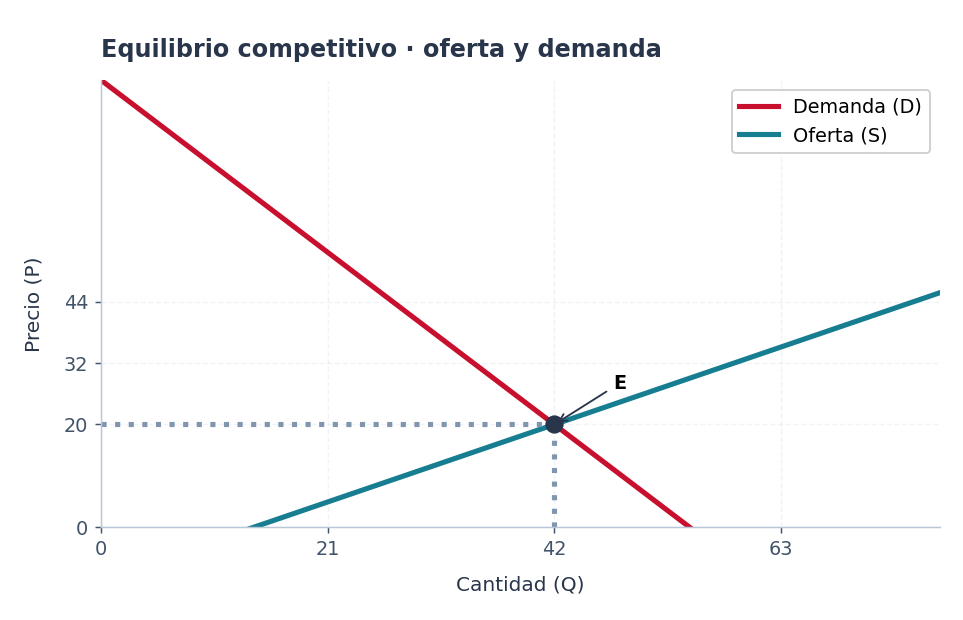 Equilibrio competitivo · oferta y demanda
Demanda (D)
Oferta (S)
Precio (P)
44
32
20
0
E
0
21
42
63
Cantidad (Q)